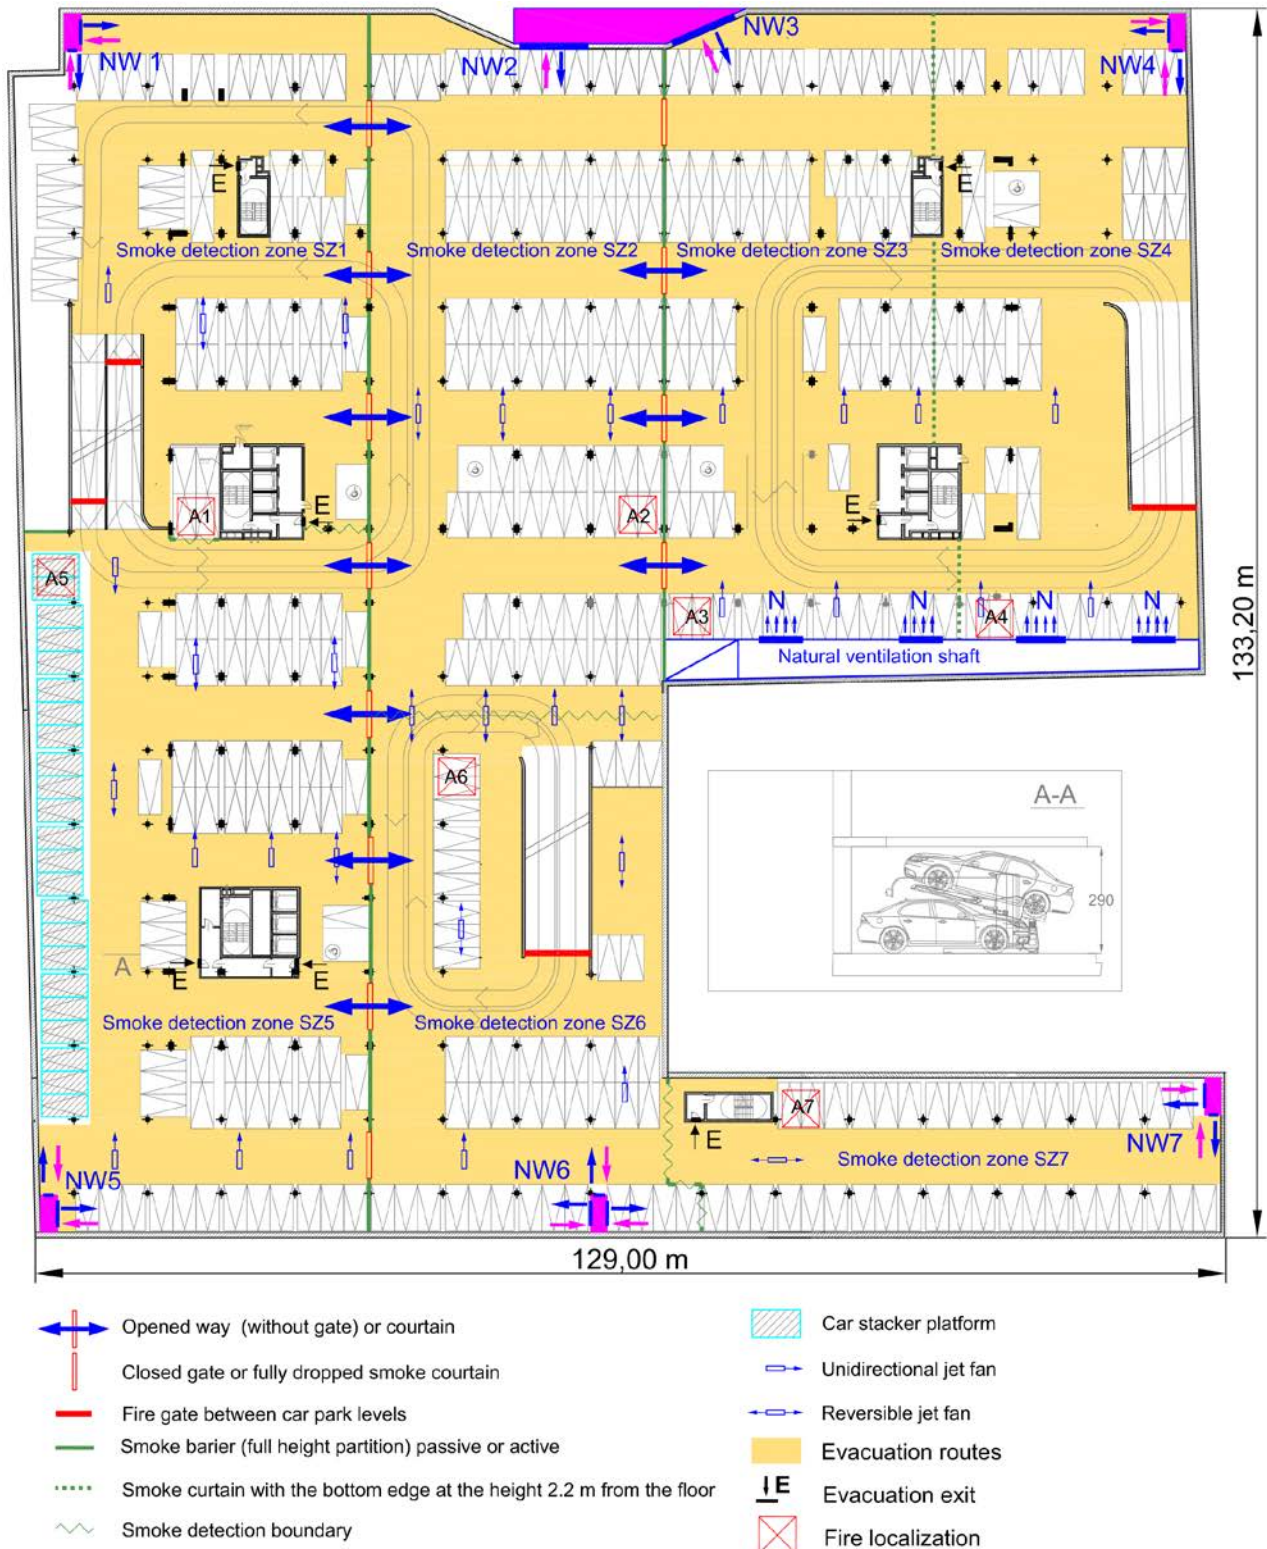 NW3
NW 1
NW2
NW4
E
E
Smoke detection zone SZ1
Smoke detection zone SZ2
Smoke detection zone SZ3
Smoke detection zone SZ4
A1
E
A2
E
A5
A3
N
N
A4
N
N
Natural ventilation shaft
133,20 m
A6
A-A
290
A
E
E
Smoke detection zone SZ5
Smoke detection zone SZ6
A7
E
NW7
Smoke detection zone SZ7
NW5
NW6
129,00 m
Opened way (without gate) or courtain
Closed gate or fully dropped smoke courtain
Fire gate between car park levels
Smoke barier (full height partition) passive or active
Smoke curtain with the bottom edge at the height 2.2 m from the floor
Smoke detection boundary
Car stacker platform
Unidirectional jet fan
Reversible jet fan
Evacuation routes
E
Evacuation exit
Fire localization